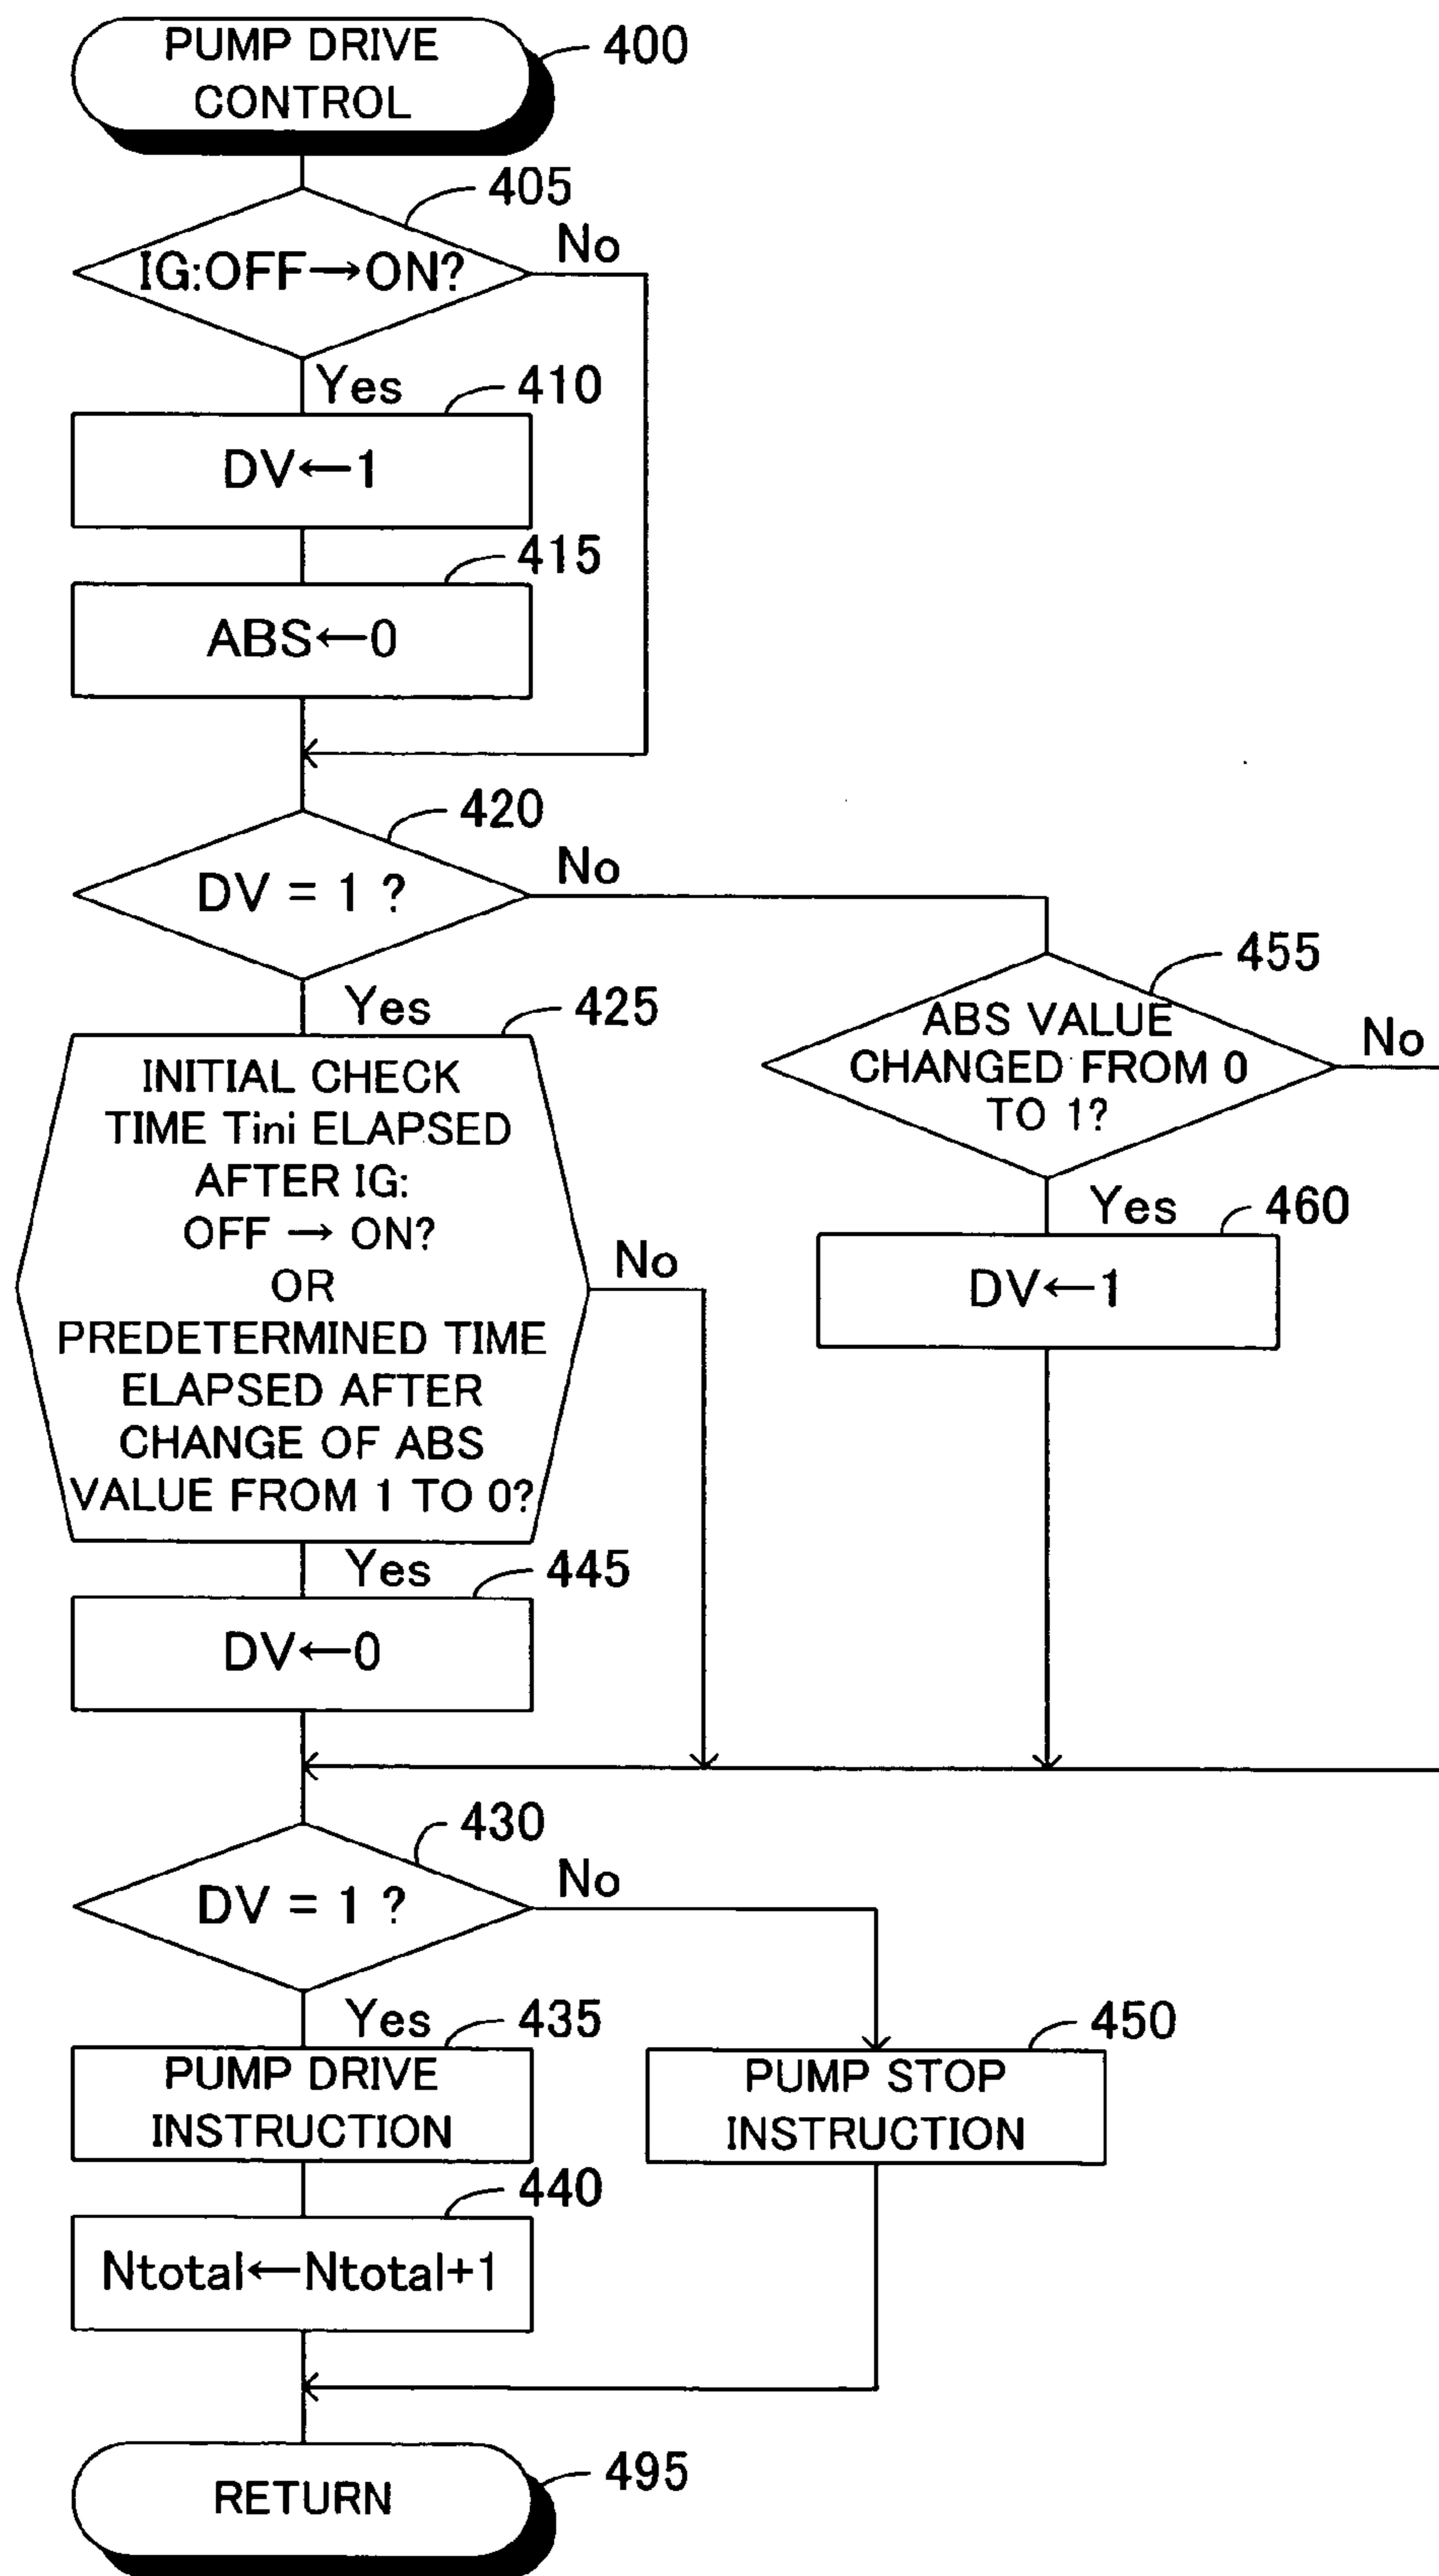 PUMP DRIVE
CONTROL
400
405
IG:OFF→ON?
No
Yes
410
DV←1
415
ABS←0
420
DV = 1 ?
No
455
ABS VALUE
CHANGED FROM 0
TO 1?
No
Yes
425
INITIAL CHECK
TIME Tini ELAPSED
AFTER IG:
OFF → ON?
OR
PREDETERMINED TIME
ELAPSED AFTER
CHANGE OF ABS
VALUE FROM 1 TO 0?
No
Yes
460
DV←1
Yes
445
DV←0
430
DV = 1 ?
No
Yes
435
PUMP DRIVE
INSTRUCTION
450
PUMP STOP
INSTRUCTION
440
Ntotal←Ntotal+1
RETURN
495